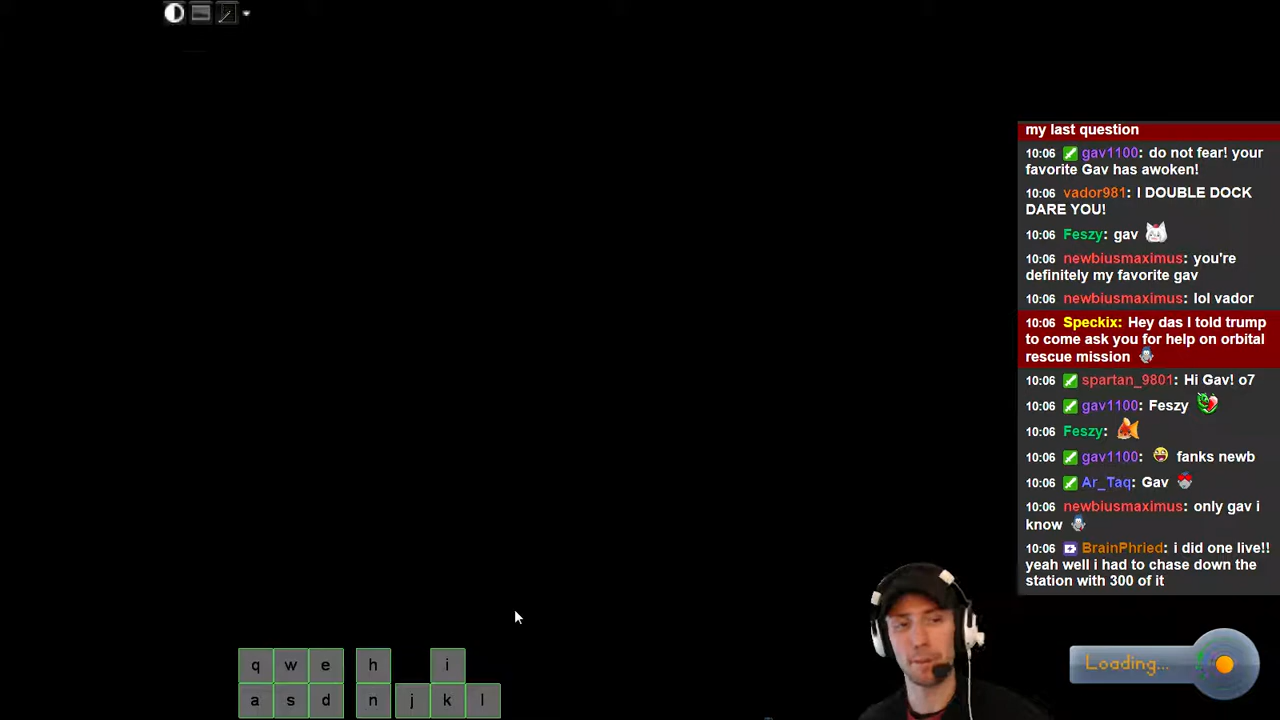 my last question
10:06 gav1100: do not fear! your
favorite Gav has awoken!
10:06 vador981: I DOUBLE DOCK
DARE YOU!
10:06 Feszy: gav
10:06 newbiusmaximus: you're
definitely my favorite gav
10:06 newbiusmaximus: lol vador
10:06 Speckix: Hey das I told trump
to come ask you for help on orbital
rescue mission
10:06 spartan_9801: Hi Gav! o7
10:06 gav1100: Feszy
10:06 Feszy:
10:06 gav1100: fanks newb
10:06 Ar_Taq: Gav
10:06 newbiusmaximus: only gav i
know
10:06 BrainPhried: i did one live!!
yeah well i had to chase down the
station with 300 of it
q w e h i
a s d n j k l
Loading...